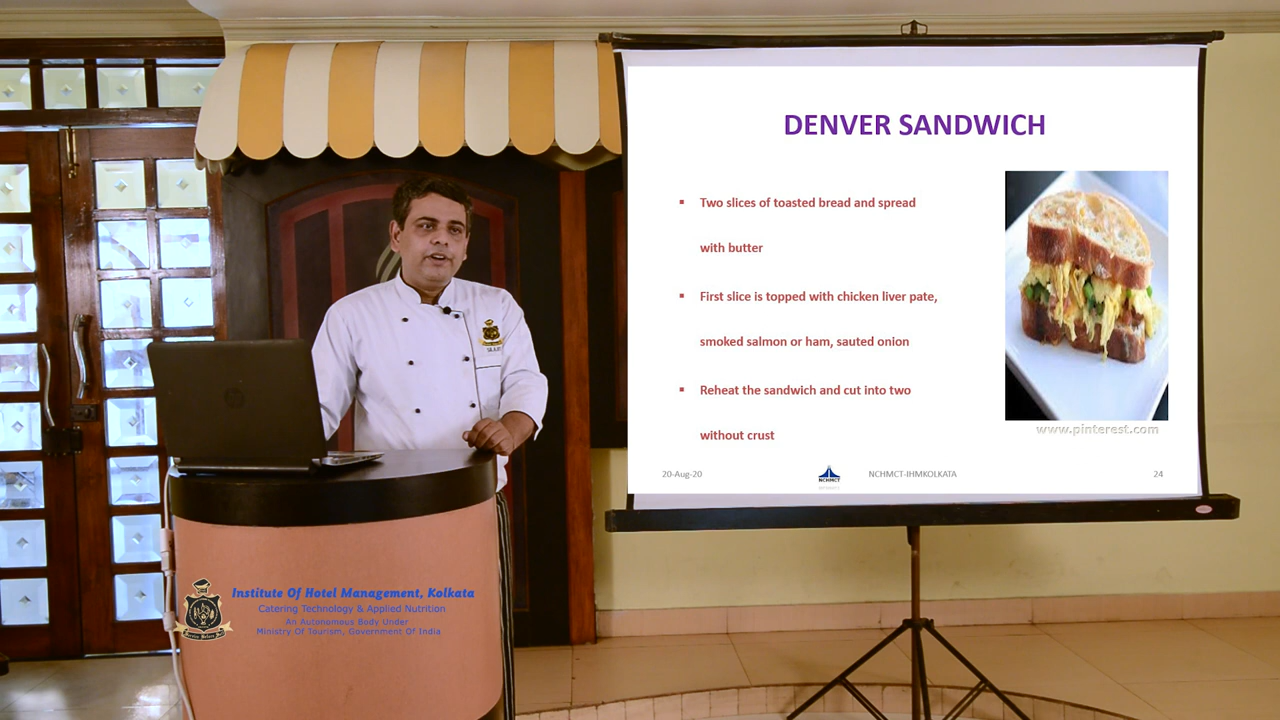 DENVER SANDWICH
▪ Two slices of toasted bread and spread
with butter
▪ First slice is topped with chicken liver pate,
smoked salmon or ham, sauted onion
▪ Reheat the sandwich and cut into two
without crust
www.pinterest.com
20-Aug-20
NCHMCT
NCHMCT-IHMKOLKATA
24
Institute Of Hotel Management, Kolkata
Catering Technology & Applied Nutrition
An Autonomous Body Under
Ministry Of Tourism, Government Of India